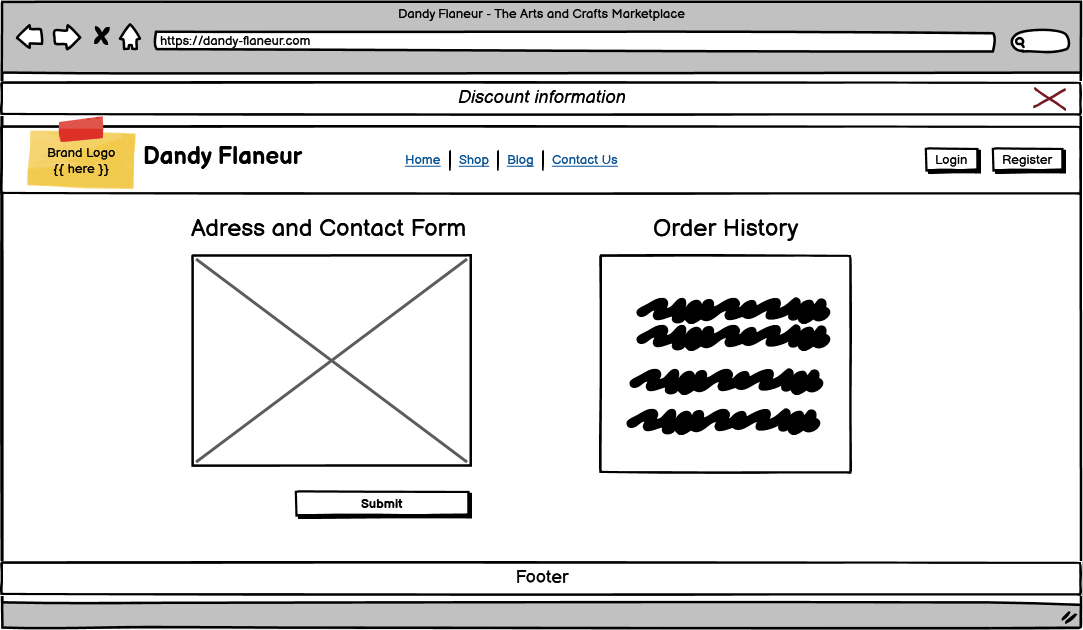 Dandy Flaneur - The Arts and Crafts Marketplace
https://dandy-flaneur.com
Discount information
Brand Logo
{{ here }}
Dandy Flaneur
Home
Shop
Blog
Contact Us
Login
Register
Adress and Contact Form
Order History
Submit
Footer